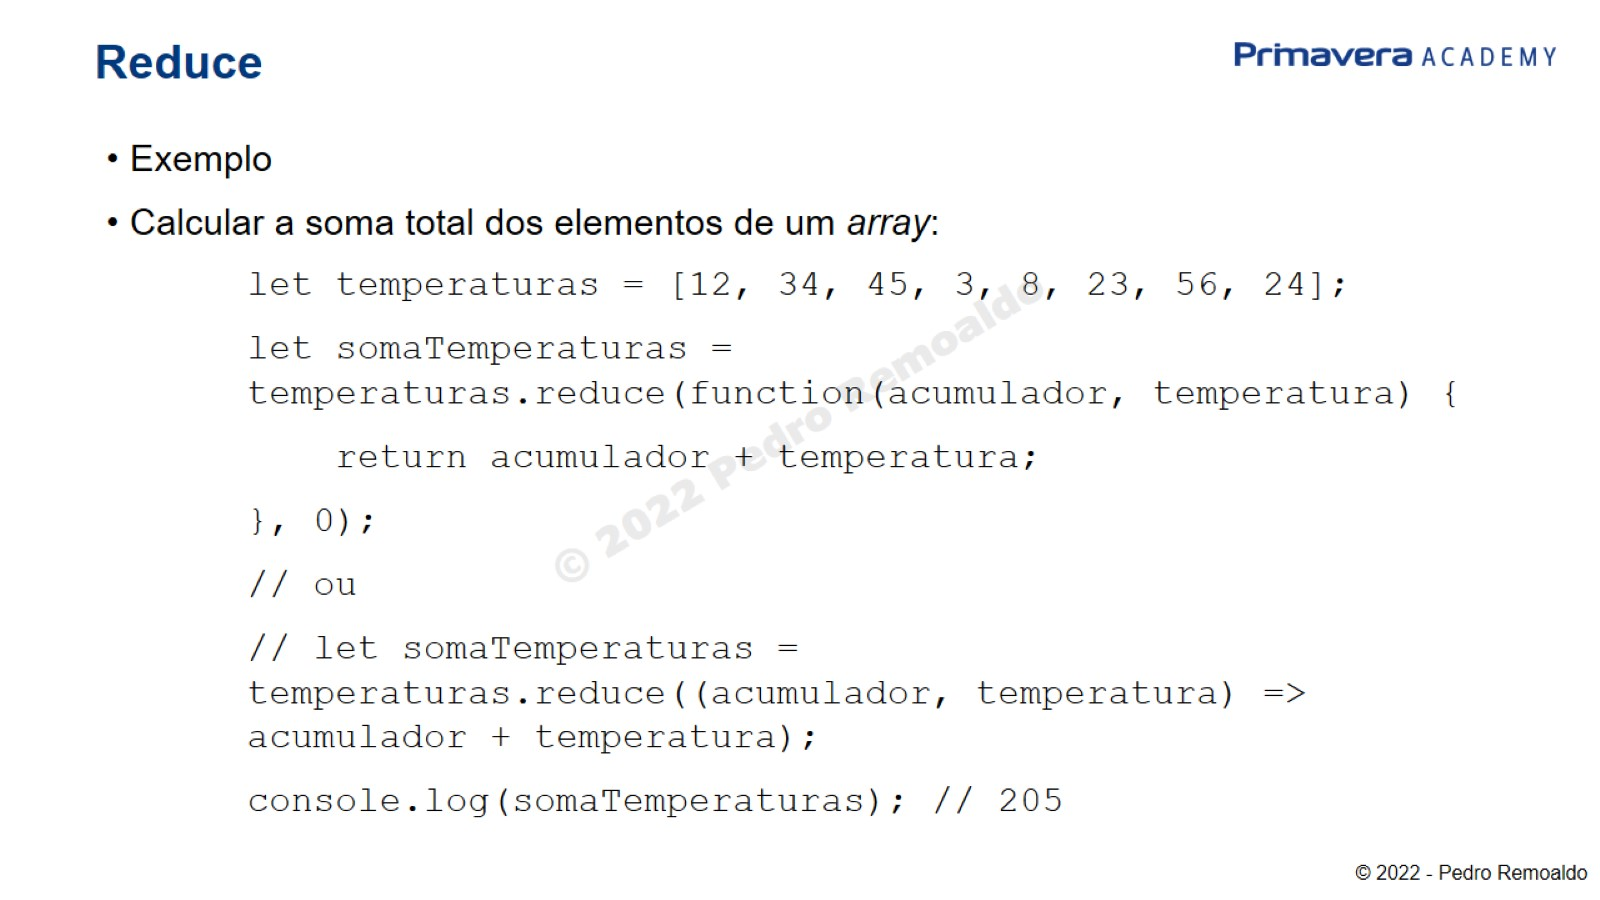 Reduce
Primavera ACADEMY
• Exemplo
• Calcular a soma total dos elementos de um array:
let temperaturas = [12, 34, 45, 3, 8, 23, 56, 24];
let somaTemperaturas =
temperaturas.reduce(function(acumulador, temperatura) {
return acumulador + temperatura;
}, 0);
// ou
// let somaTemperaturas =
temperaturas.reduce((acumulador, temperatura) =>
acumulador + temperatura);
console.log(somaTemperaturas); // 205
© 2022 Pedro Remoaldo
© 2022 - Pedro Remoaldo